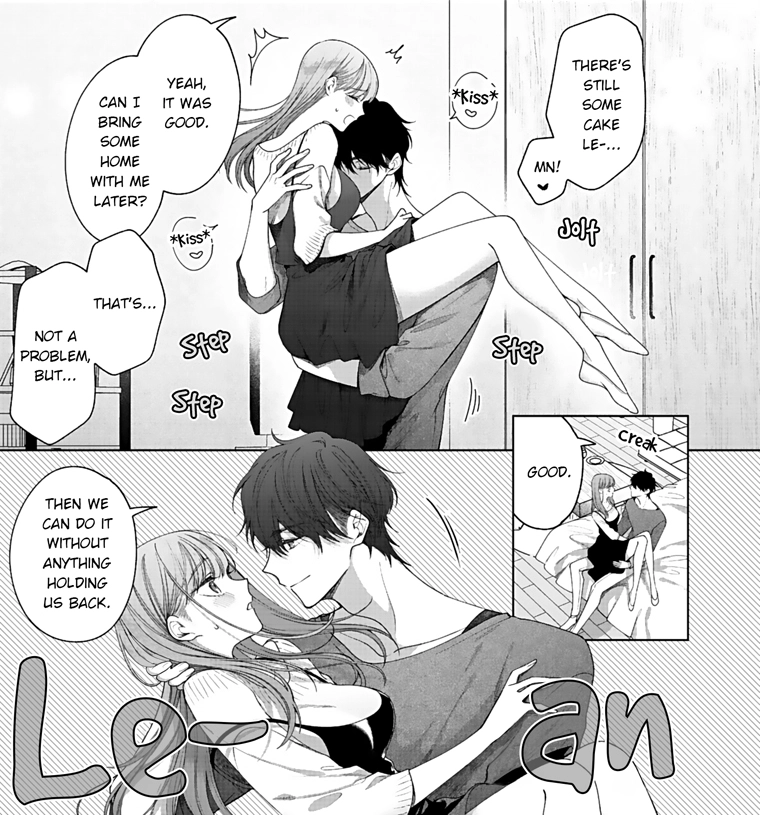 THERE'S
STILL
SOME
CAKE
LE-...
MN!
*Kiss*
Jolt
Jolt
YEAH,
IT WAS
GOOD.
CAN I
BRING
SOME
HOME
WITH ME
LATER?
*Kiss*
THAT'S...
NOT A
PROBLEM,
BUT...
Step
Step
Step
creak
GOOD.
THEN WE
CAN DO IT
WITHOUT
ANYTHING
HOLDING
US BACK.
Le-an